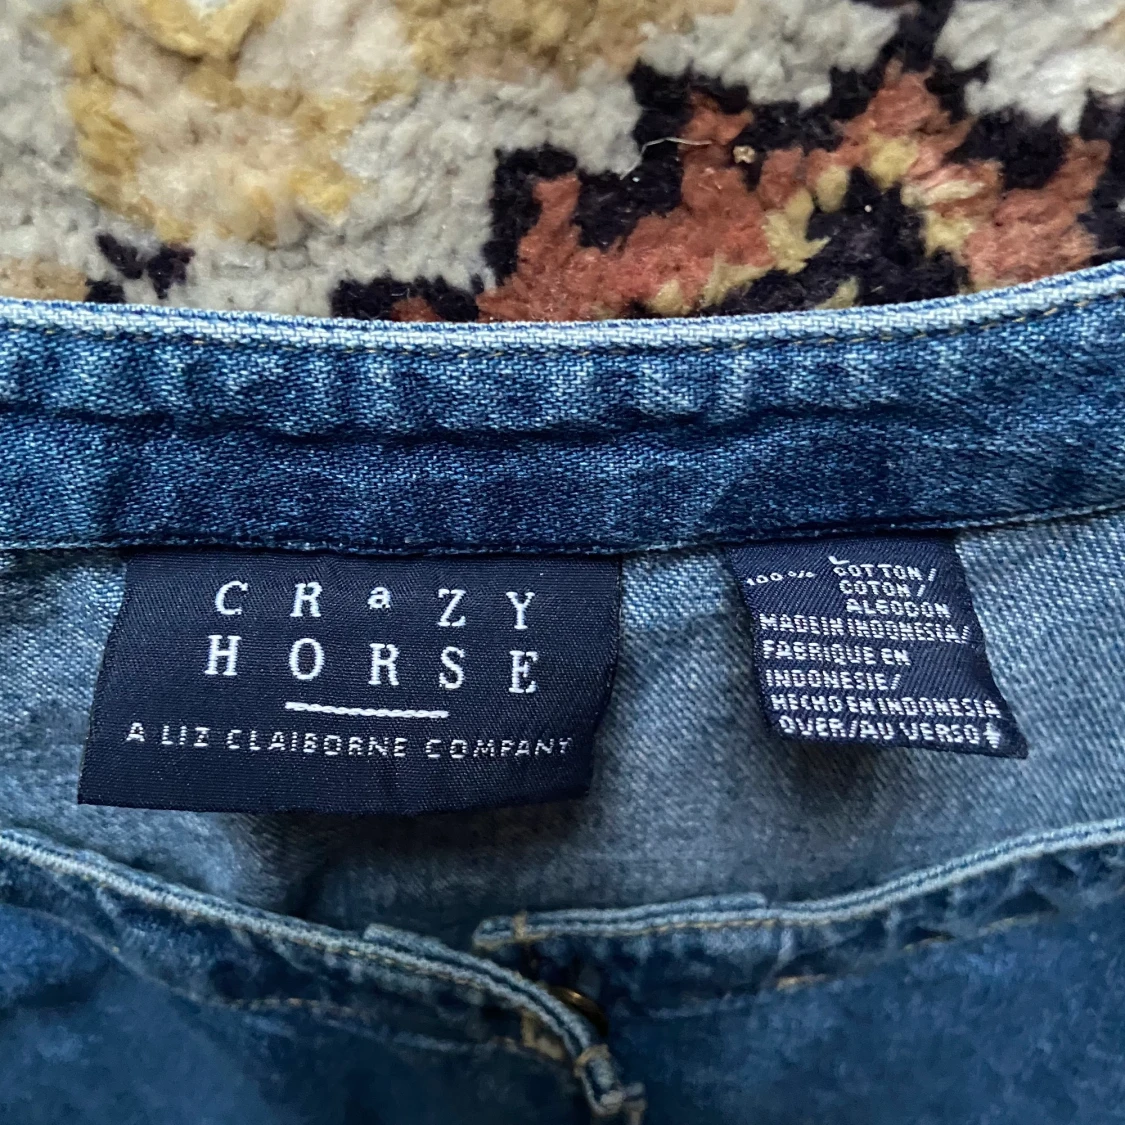 CRaZY
HORSE
A LIZ CLAIBORNE COMPANY
L
100% COTTON/
COTON/
ALGODON
MADE IN INDONESIA/
FABRIQUE EN
INDONESIE/
HECHO EN INDONESIA
OVER/AU VERSO